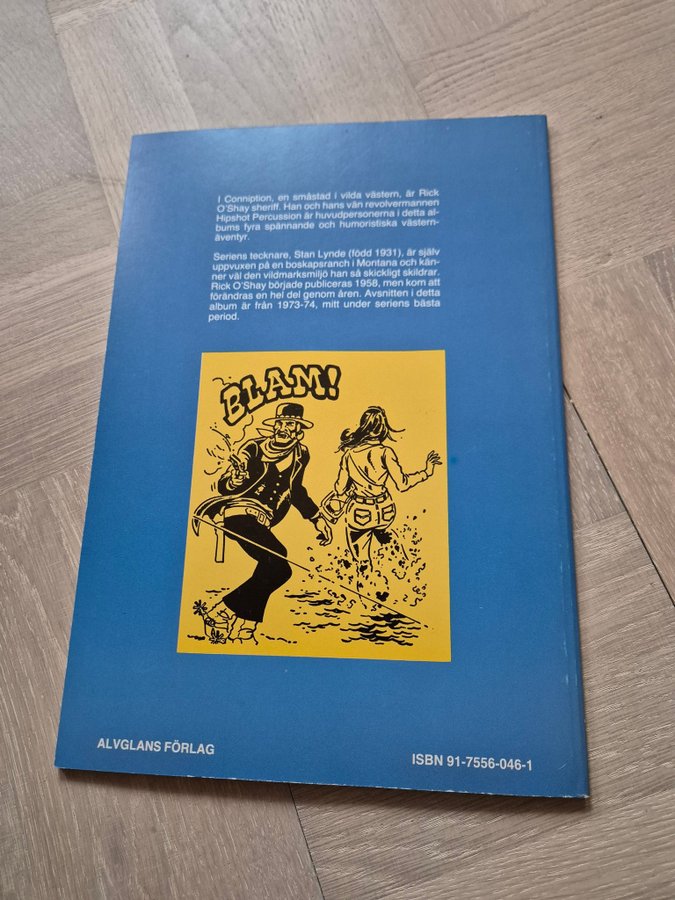 I Conniption, en småstad i vilda västern, är Rick
O'Shay sheriff. Han och hans vän revolvermannen
Hipshot Percussion är huvudpersonerna i detta al-
bums fyra spännande och humoristiska västern-
äventyr.
Seriens tecknare, Stan Lynde (född 1931), är själv
uppvuxen på en boskapsranch i Montana och kän-
ner väl den vildmarksmiljö han så skickligt skildrar.
Rick O'Shay började publiceras 1958, men kom att
förändras en hel del genom åren. Avsnitten i detta
album är från 1973-74, mitt under seriens bästa
period.
BLAM!
ALVGLANS FÖRLAG
ISBN 91-7556-046-1